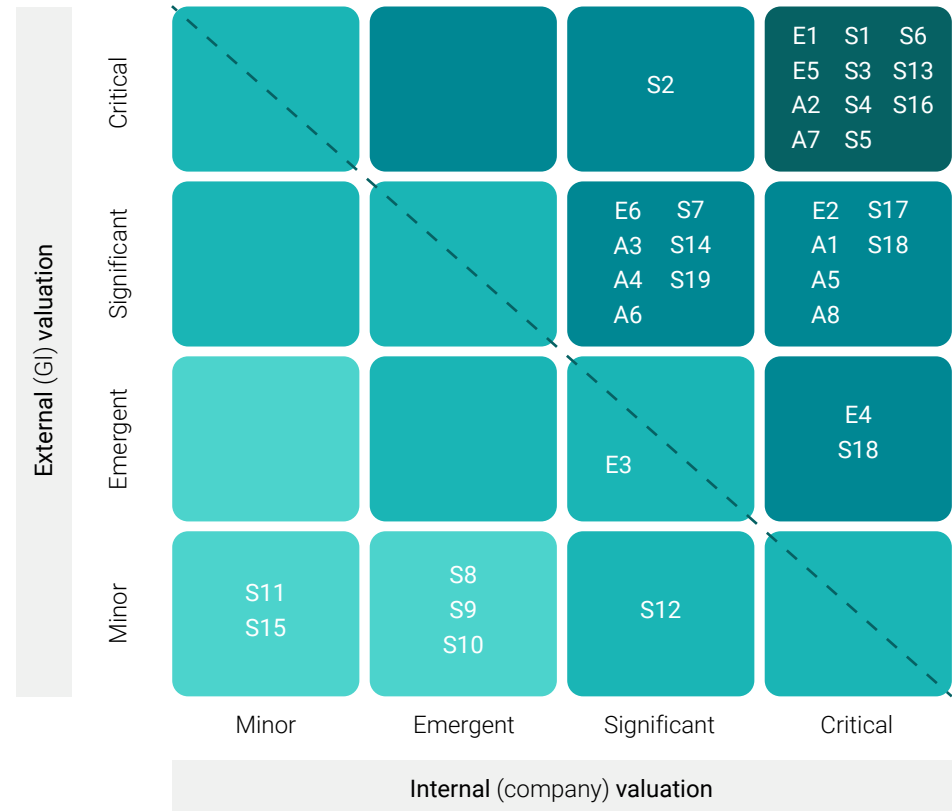 External (GI) valuation
Critical
S2
E1 S1 S6
E5 S3 S13
A2 S4 S16
A7 S5
Significant
E6 S7
A3 S14
A4 S19
A6
E2 S17
A1 S18
A5
A8
Emergent
E3
E4
S18
Minor
S11
S15
S8
S9
S10
S12
Minor Emergent Significant Critical
Internal (company) valuation